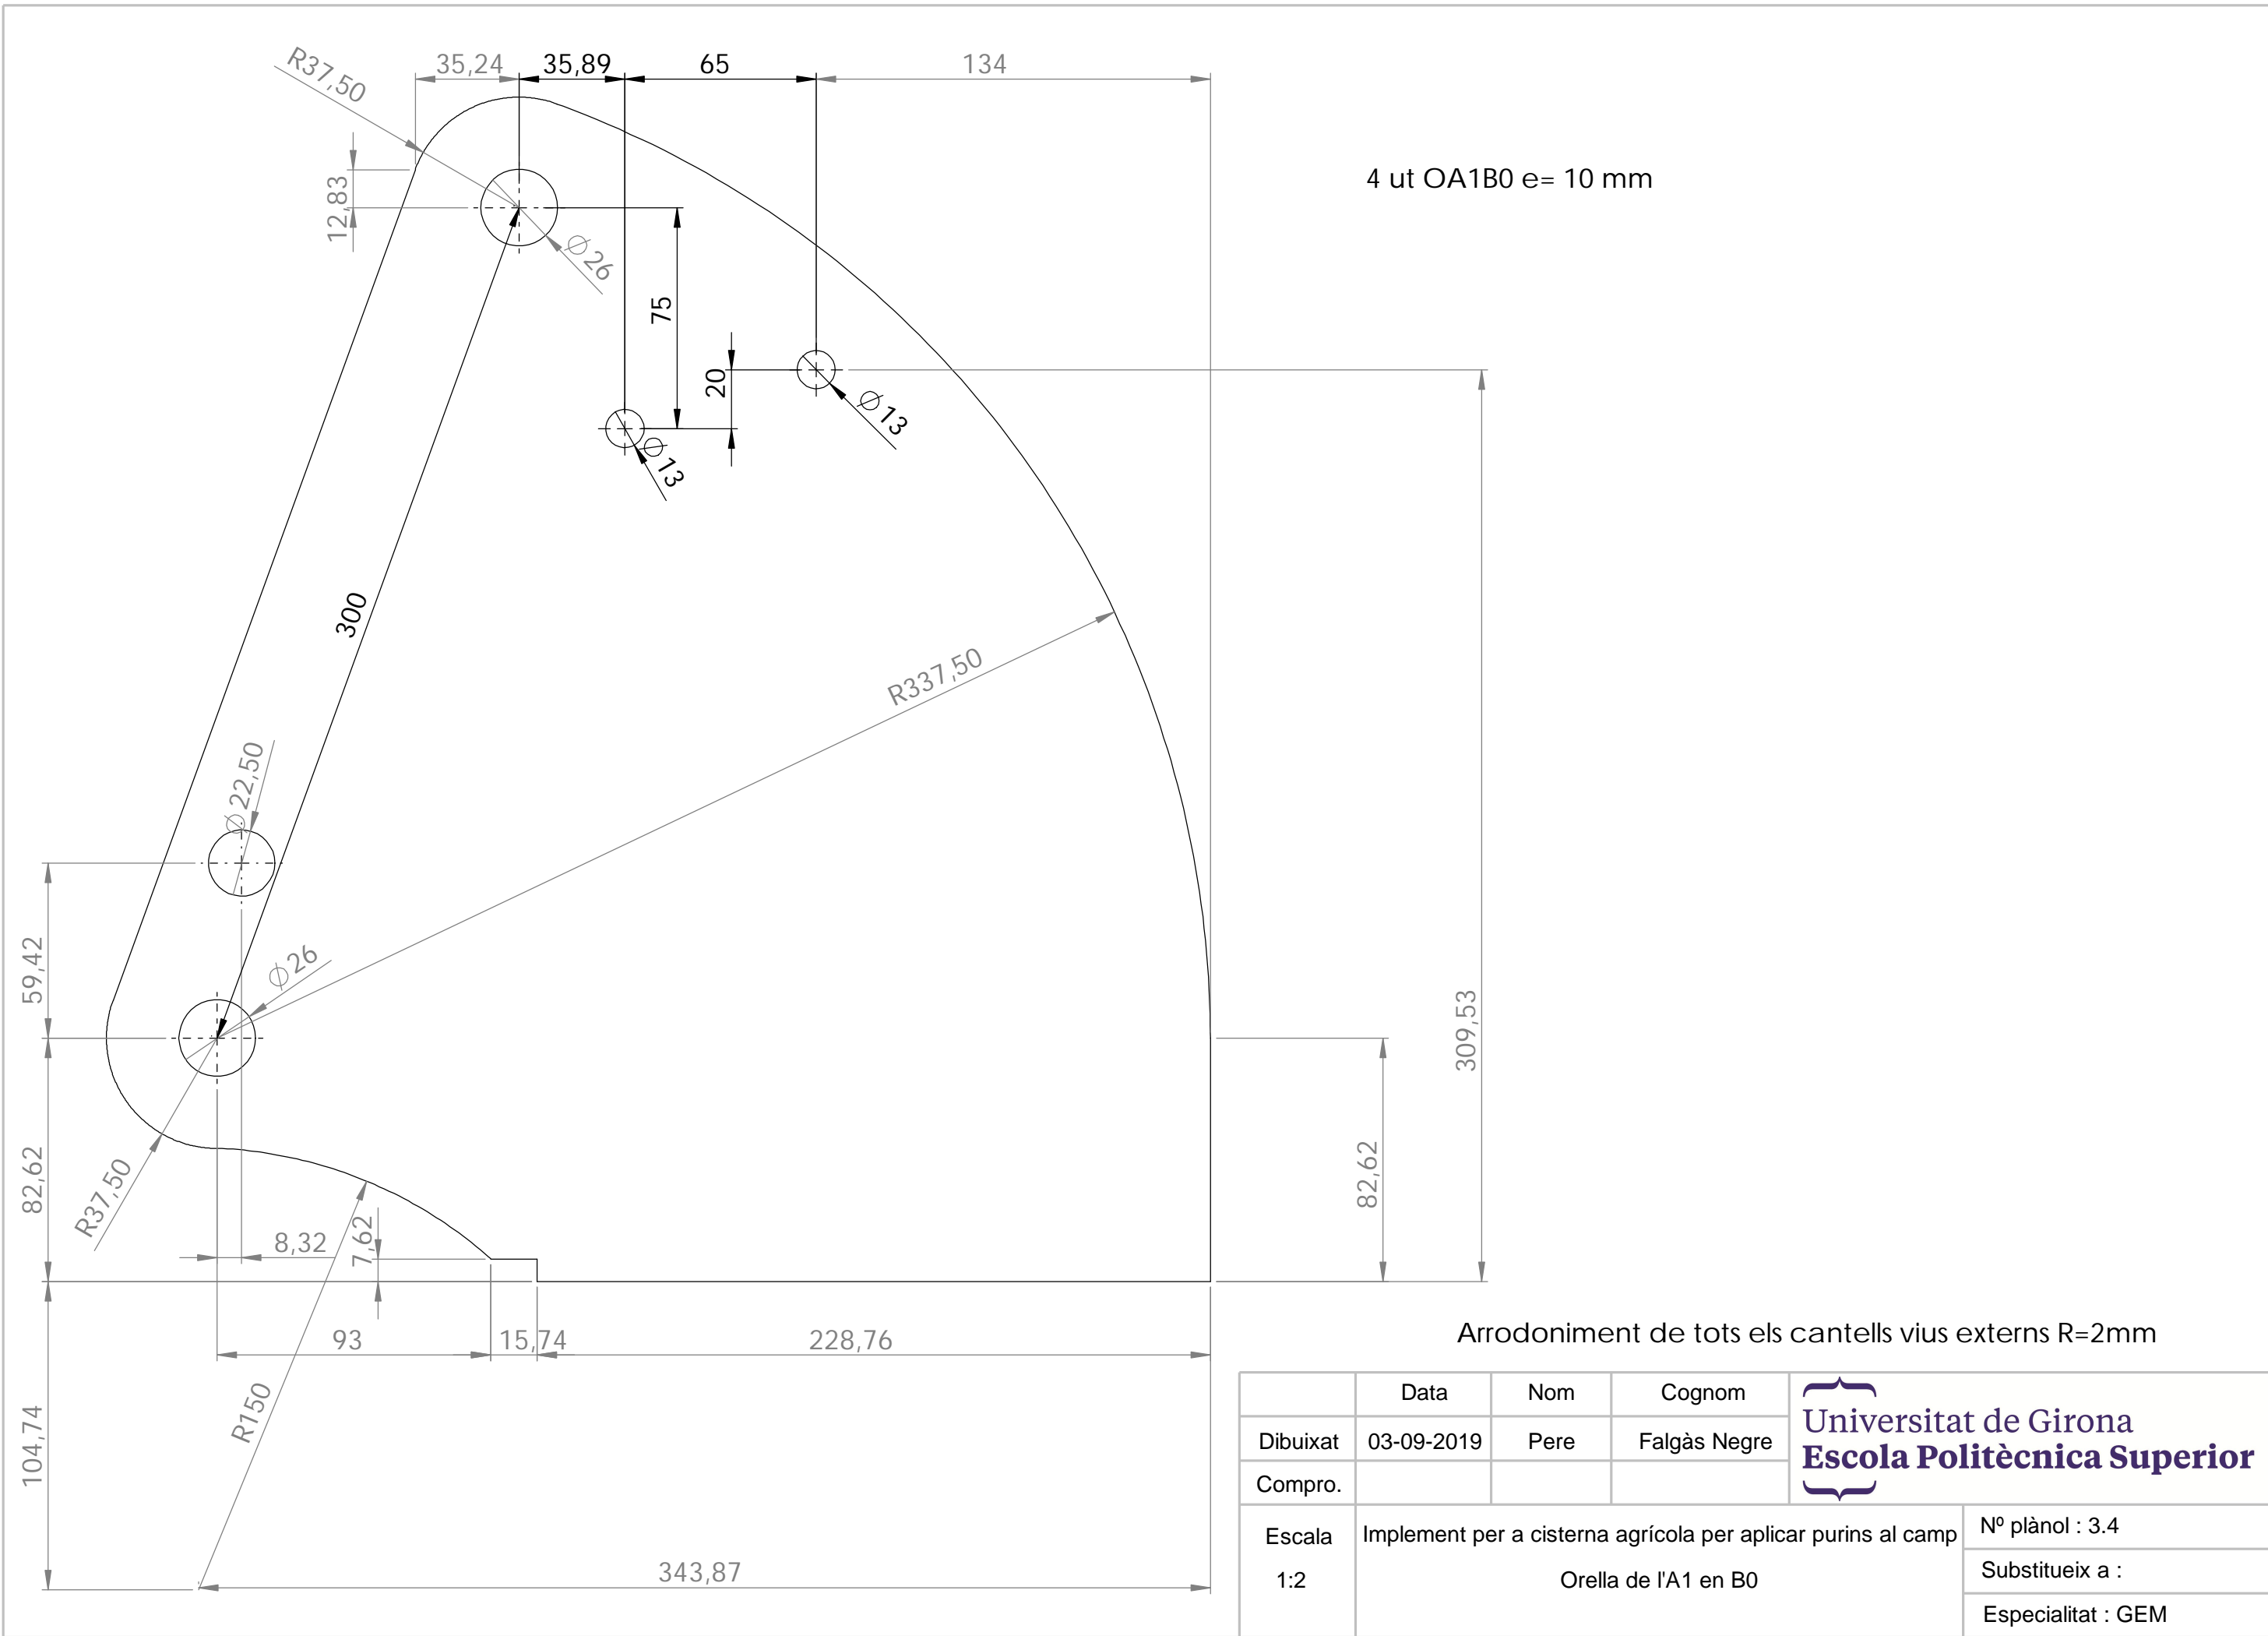 R37,50
35,24
35,89
65
134
12,83
4 ut OA1B0 e= 10 mm
∅26
75
20
∅13
∅13
300
R337,50
∅22,50
59,42
∅26
309,53
82,62
82,62
R37,50
8,32
7,62
93
15,74
228,76
R150
104,74
343,87
Arrodoniment de tots els cantells vius externs R=2mm
Data Nom Cognom
Dibuixat 03-09-2019 Pere Falgàs Negre
Compro.
Universitat de Girona
Escola Politècnica Superior
Escala
1:2
Implement per a cisterna agrícola per aplicar purins al camp
Orella de l'A1 en B0
Nº plànol : 3.4
Substitueix a :
Especialitat : GEM